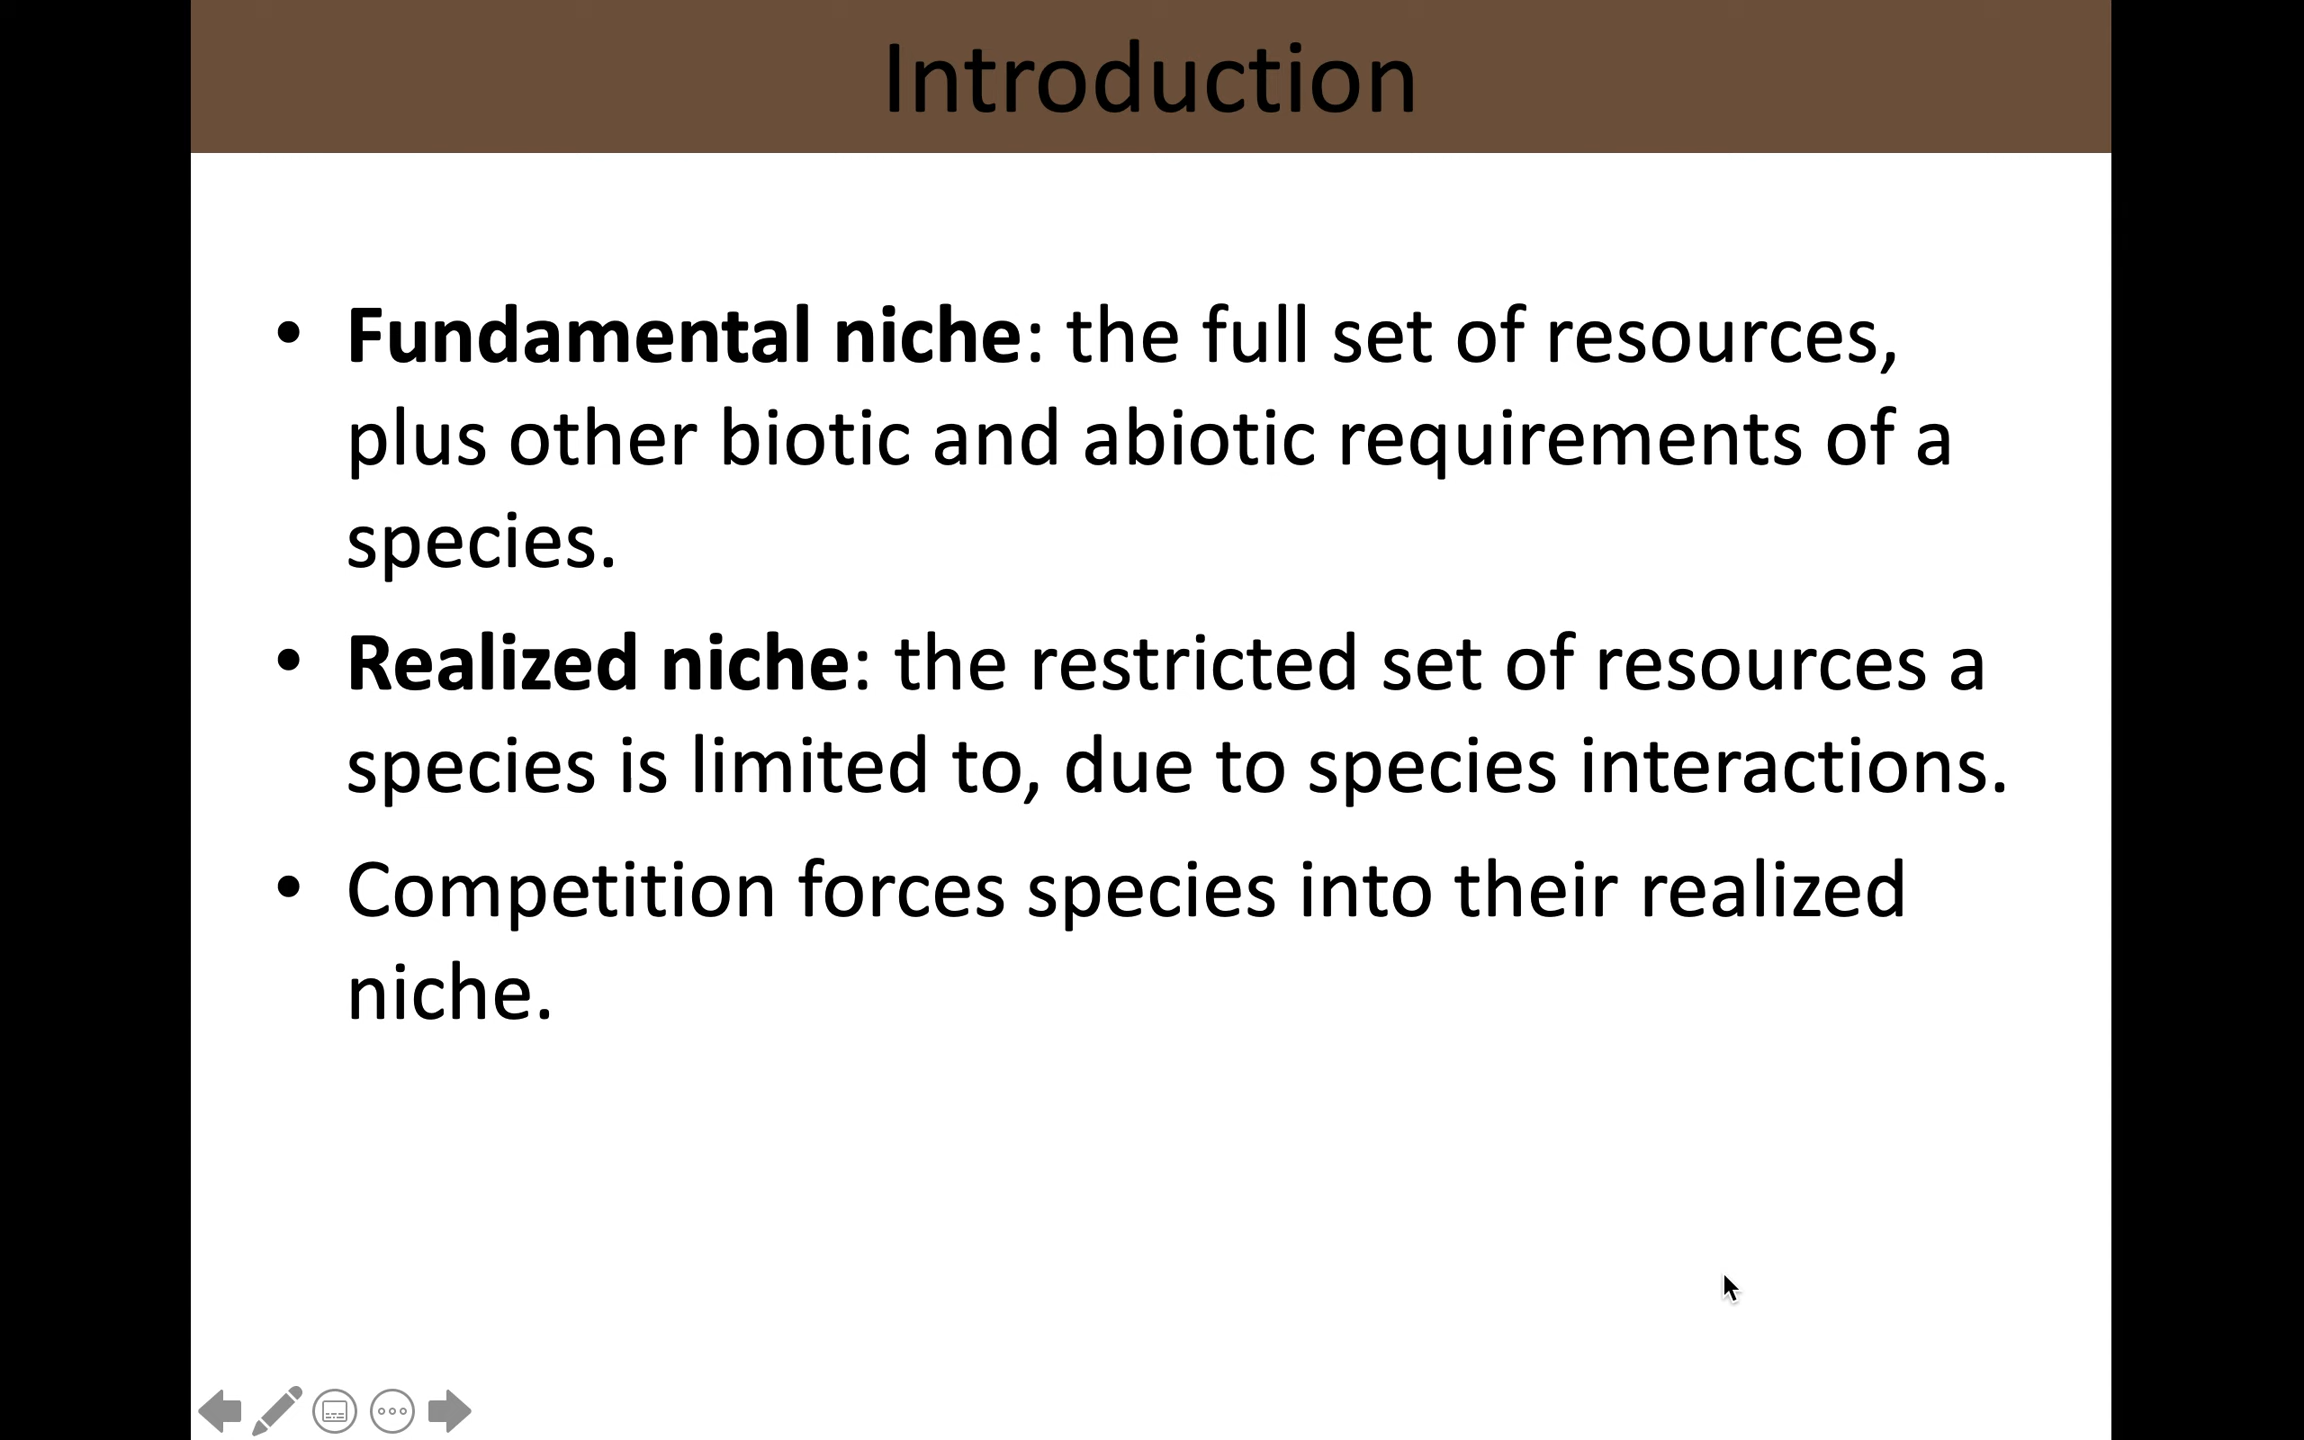 Introduction
• Fundamental niche: the full set of resources,
plus other biotic and abiotic requirements of a
species.
• Realized niche: the restricted set of resources a
species is limited to, due to species interactions.
• Competition forces species into their realized
niche.